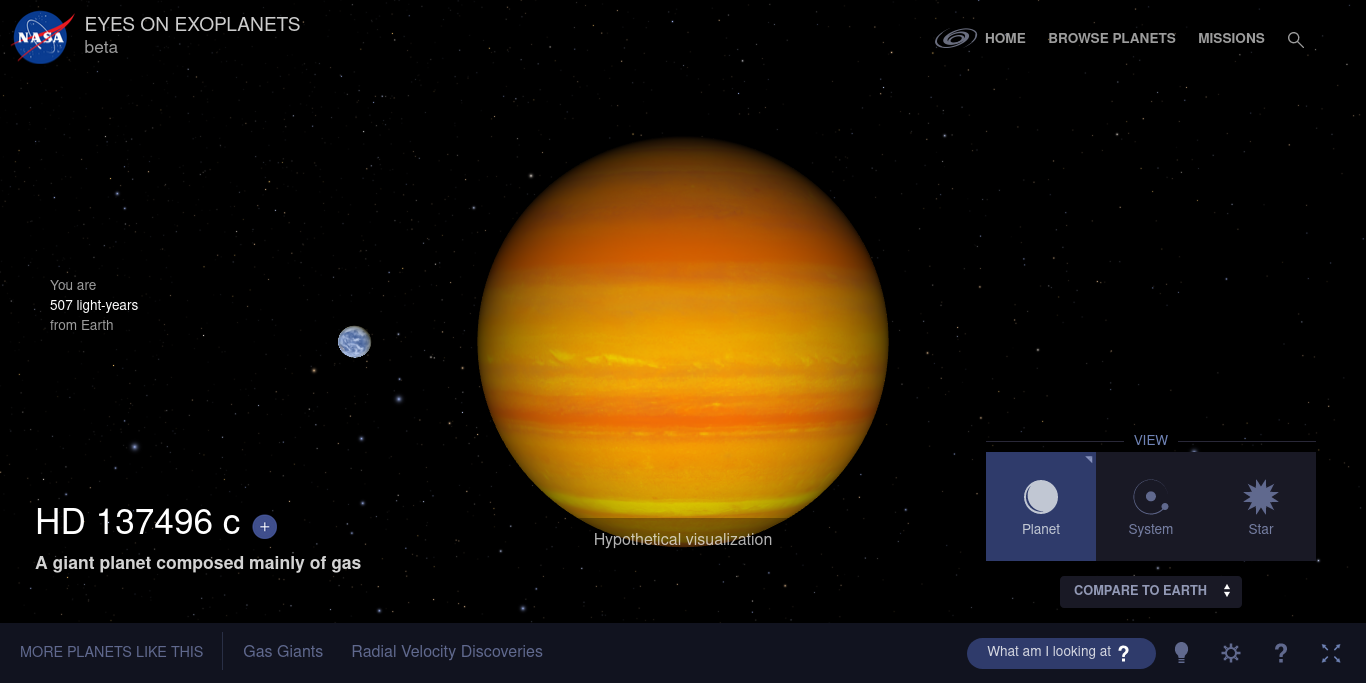 NASA
EYES ON EXOPLANETS
beta
HOME
BROWSE PLANETS
MISSIONS
You are
507 light-years
from Earth
VIEW
Planet
System
Star
HD 137496 c +
A giant planet composed mainly of gas
Hypothetical visualization
COMPARE TO EARTH
MORE PLANETS LIKE THIS
Gas Giants
Radial Velocity Discoveries
What am I looking at ?
?